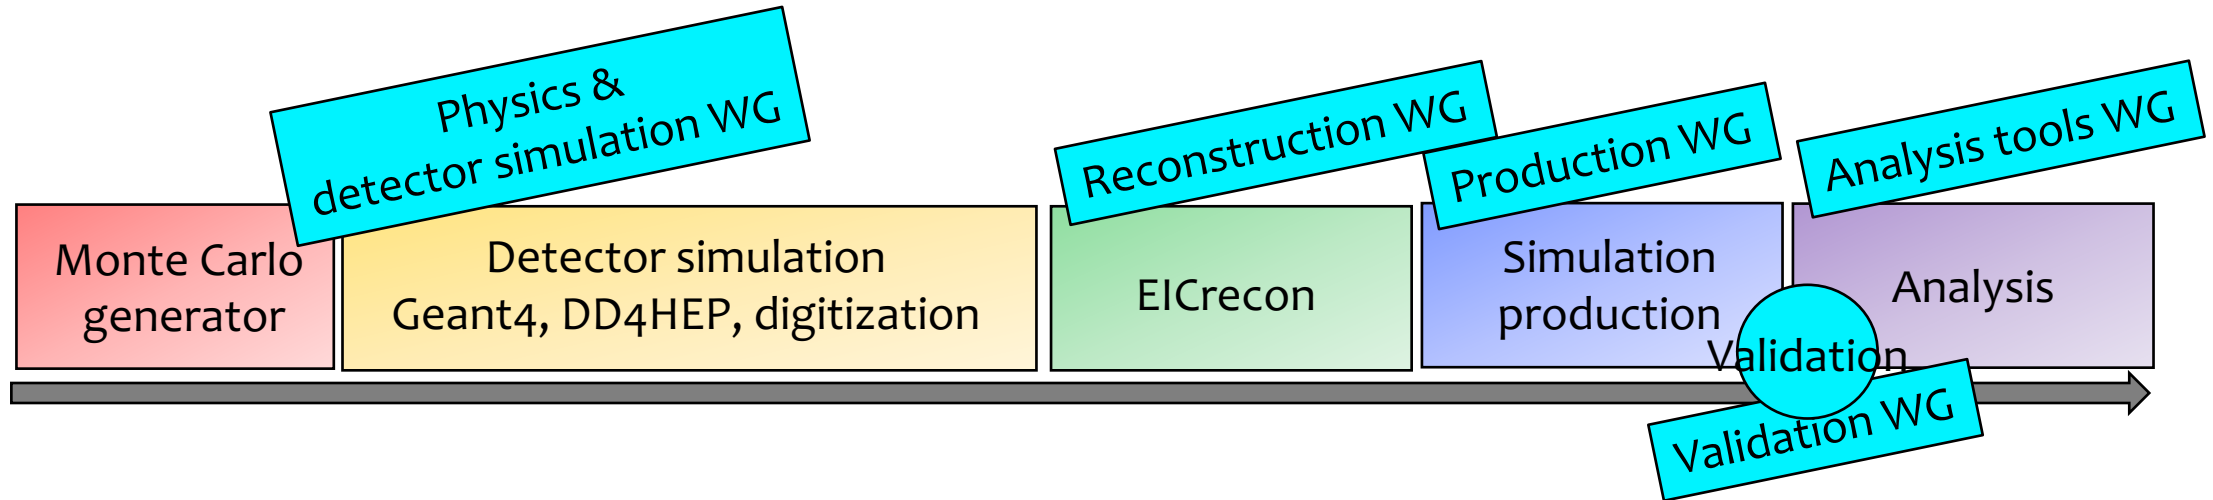 Physics &
detector simulation WG
Reconstruction WG
Production WG
Analysis tools WG
Monte Carlo
generator
Detector simulation
Geant4, DD4HEP, digitization
EICrecon
Simulation
production
Analysis
Validation
Validation WG